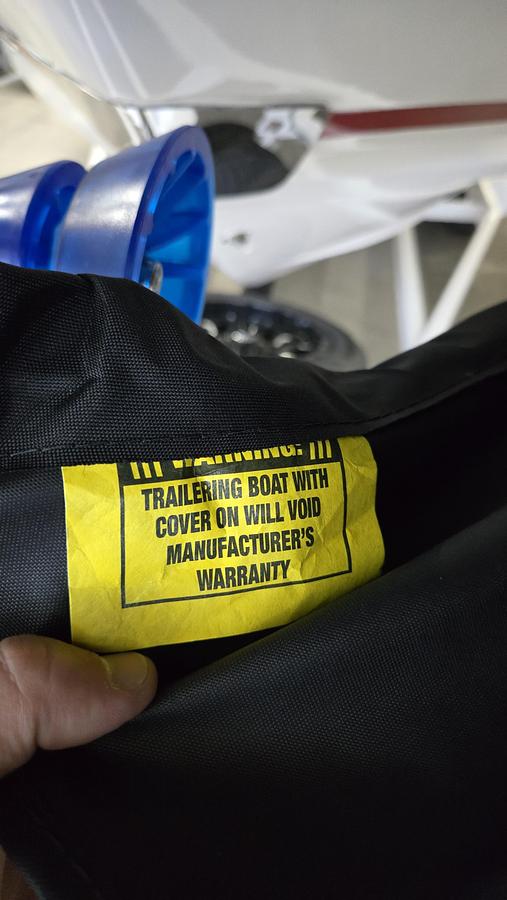 !!! WARNING! !!!
TRAILERING BOAT WITH
COVER ON WILL VOID
MANUFACTURER'S
WARRANTY